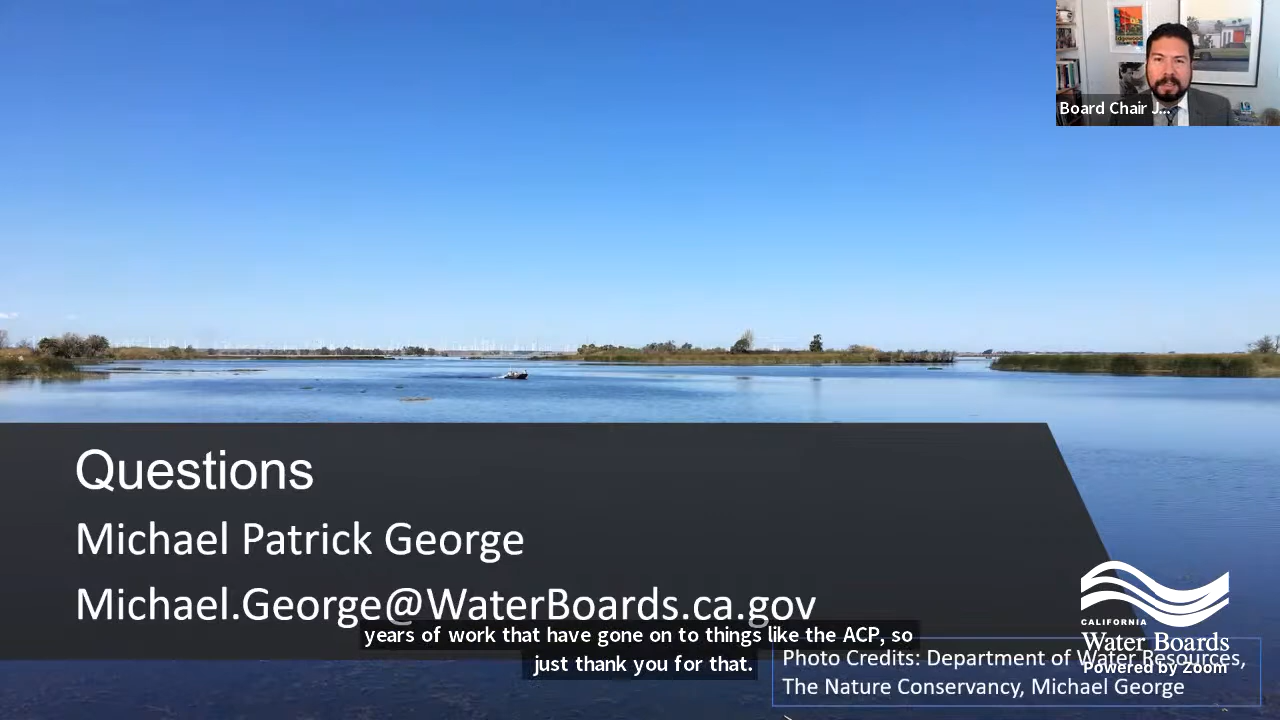 Board Chair J...
Questions
Michael Patrick George
Michael.George@WaterBoards.ca.gov
years of work that have gone on to things like the ACP, so
just thank you for that.
CALIFORNIA
Water Boards
Powered by Zoom
Photo Credits: Department of Water Resources,
The Nature Conservancy, Michael George